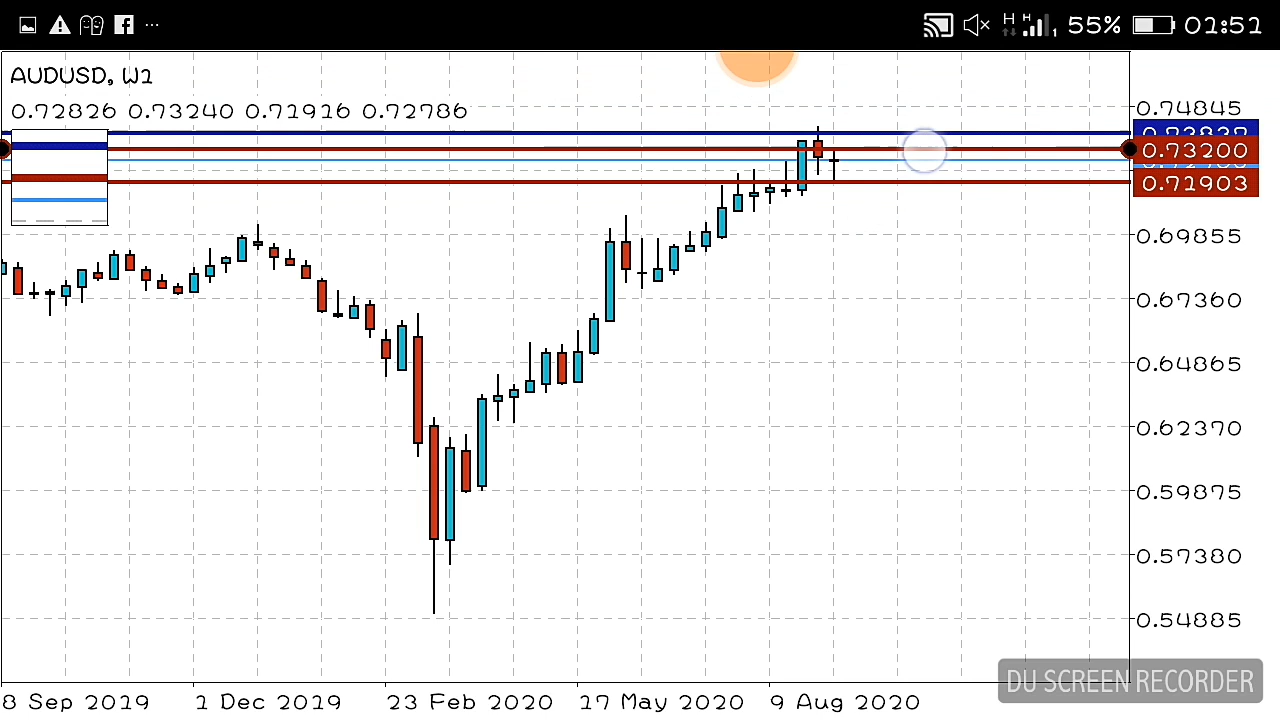 H H 1 55% 01:51
AUDUSD, W1
0.72826 0.73240 0.71916 0.72786
0.74845
0.73200
0.71903
0.69855
0.67360
0.64865
0.62370
0.59875
0.57380
0.54885
DU SCREEN RECORDER
8 Sep 2019 1 Dec 2019 23 Feb 2020 17 May 2020 9 Aug 2020